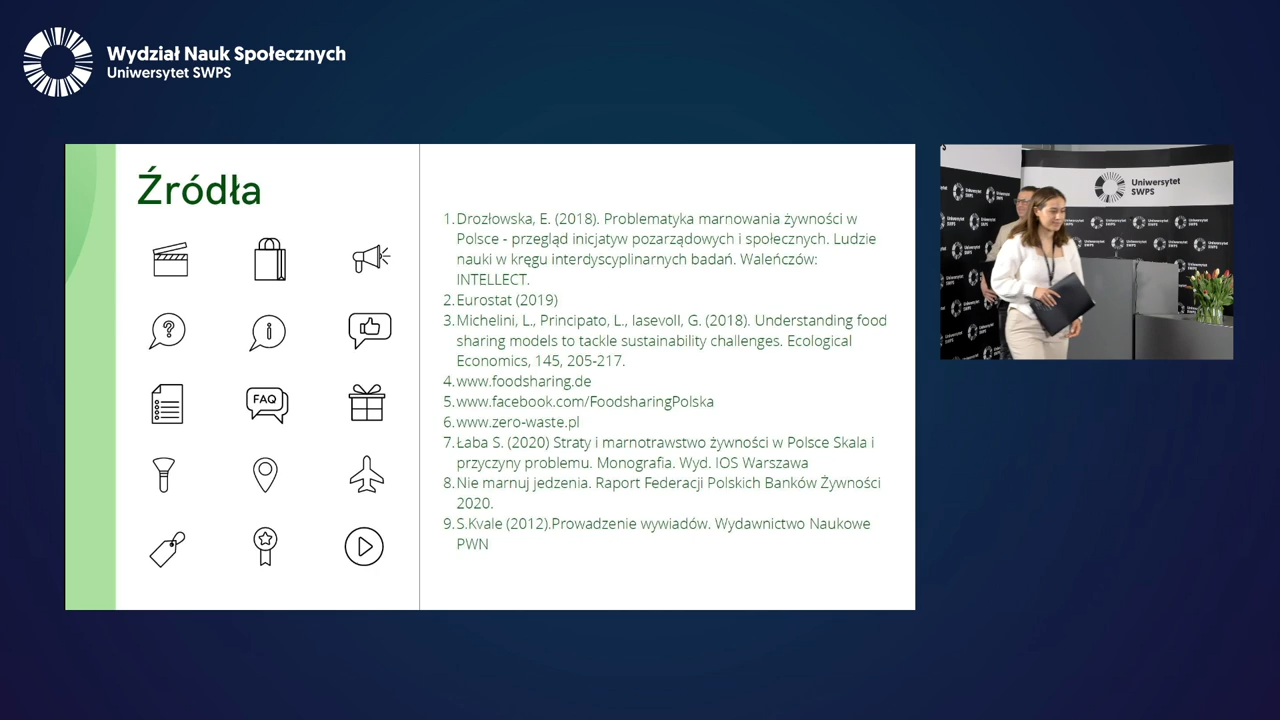 Wydział Nauk Społecznych
Uniwersytet SWPS
Źródła
FAQ
1. Drozłowska, E. (2018). Problematyka marnowania żywności w
Polsce - przegląd inicjatyw pozarządowych i społecznych. Ludzie
nauki w kręgu interdyscyplinarnych badań. Waleńczów:
INTELLECT.
2. Eurostat (2019)
3. Michelini, L., Principato, L., Iasevoll, G. (2018). Understanding food
sharing models to tackle sustainability challenges. Ecological
Economics, 145, 205-217.
4. www.foodsharing.de
5. www.facebook.com/FoodsharingPolska
6. www.zero-waste.pl
7. Łaba S. (2020) Straty i marnotrawstwo żywności w Polsce Skala i
przyczyny problemu. Monografia. Wyd. IOS Warszawa
8. Nie marnuj jedzenia. Raport Federacji Polskich Banków Żywności
2020.
9. S.Kvale (2012).Prowadzenie wywiadów. Wydawnictwo Naukowe
PWN
Uniwersytet
SWPS